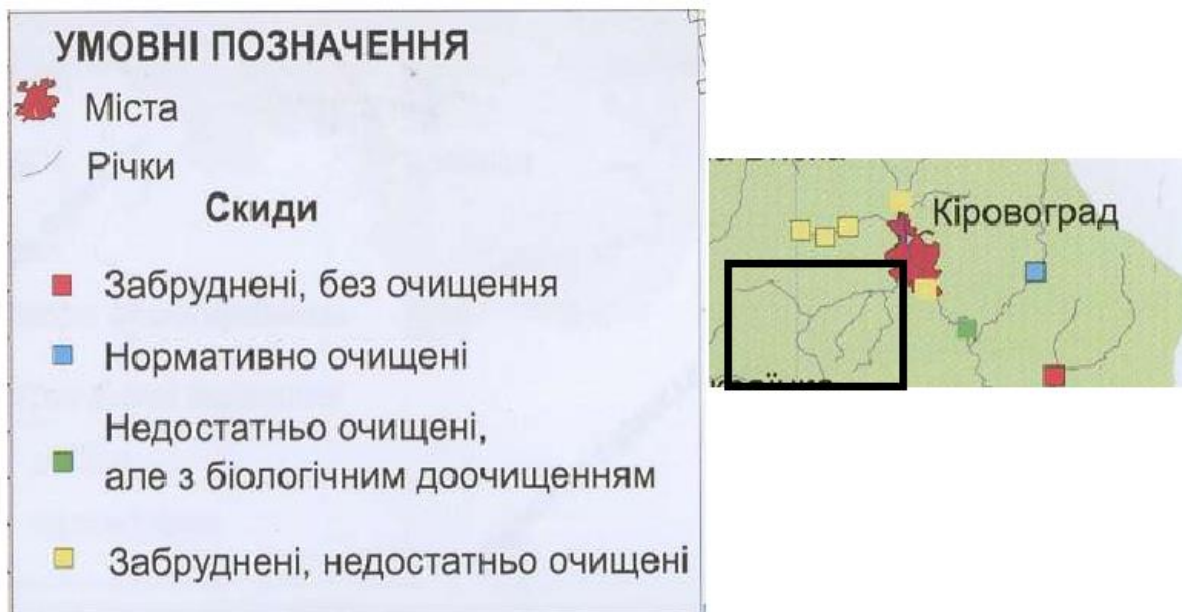 УМОВНІ ПОЗНАЧЕННЯ
Міста
Річки
Скиди
Забруднені, без очищення
Нормативно очищені
Недостатньо очищені,
але з біологічним доочищенням
Забруднені, недостатньо очищені
Кіровоград